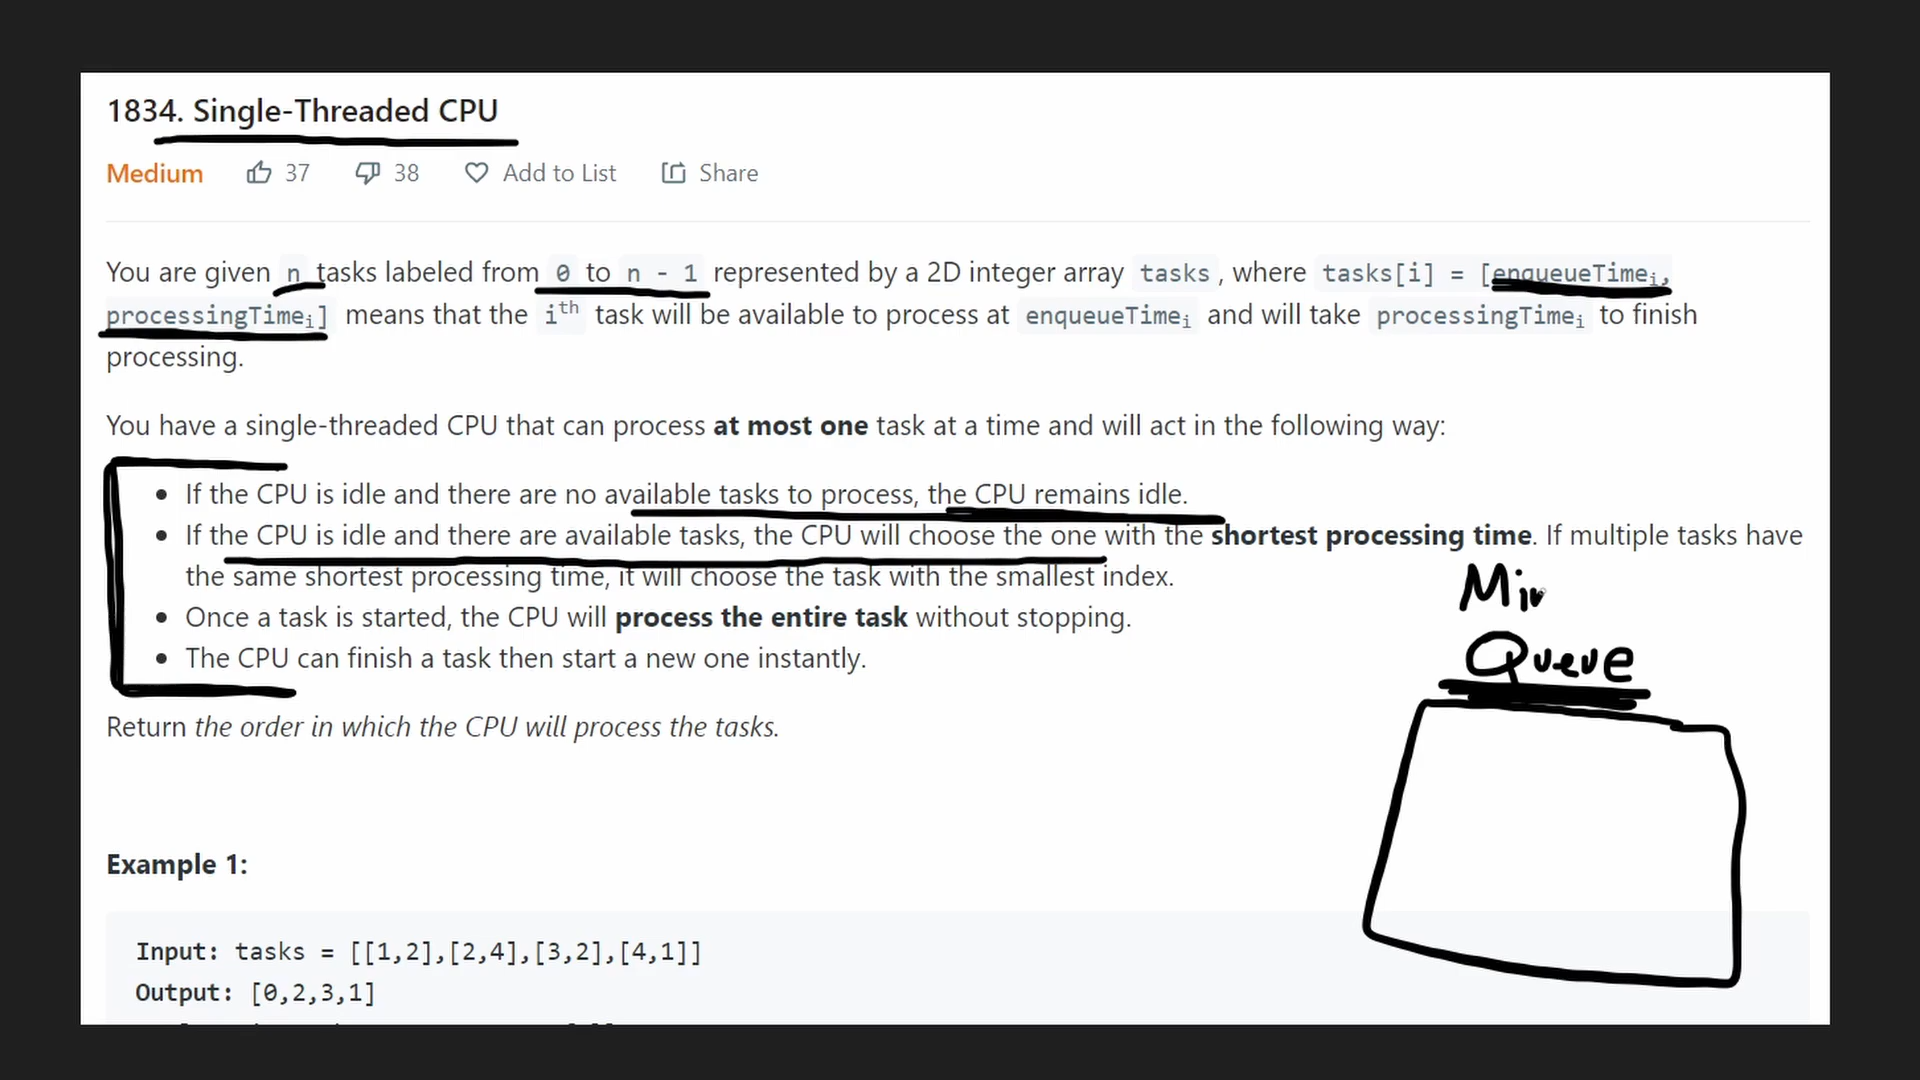 1834. Single-Threaded CPU
Medium 37 38 Add to List Share
You are given n tasks labeled from 0 to n - 1 represented by a 2D integer array tasks , where tasks[i] = [enqueueTimeᵢ,
processingTimeᵢ] means that the iᵗʰ task will be available to process at enqueueTimeᵢ and will take processingTimeᵢ to finish
processing.
You have a single-threaded CPU that can process at most one task at a time and will act in the following way:
• If the CPU is idle and there are no available tasks to process, the CPU remains idle.
• If the CPU is idle and there are available tasks, the CPU will choose the one with the shortest processing time. If multiple tasks have
the same shortest processing time, it will choose the task with the smallest index.
Min
• Once a task is started, the CPU will process the entire task without stopping.
• The CPU can finish a task then start a new one instantly.
Queue
Return the order in which the CPU will process the tasks.
Example 1:
Input: tasks = [[1,2],[2,4],[3,2],[4,1]]
Output: [0,2,3,1]